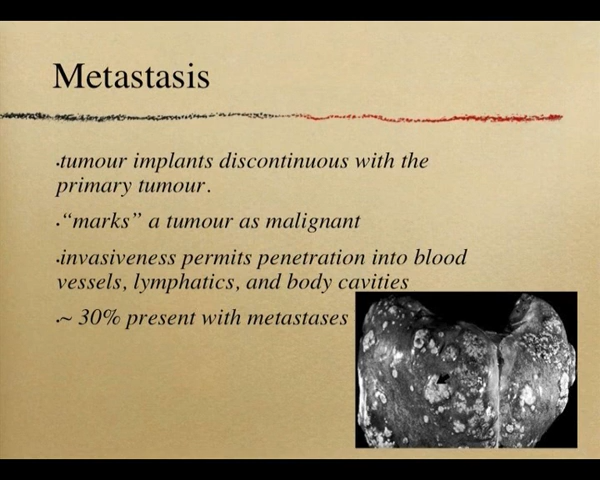 Metastasis
·tumour implants discontinuous with the
primary tumour.
·“marks” a tumour as malignant
·invasiveness permits penetration into blood
vessels, lymphatics, and body cavities
·~ 30% present with metastases